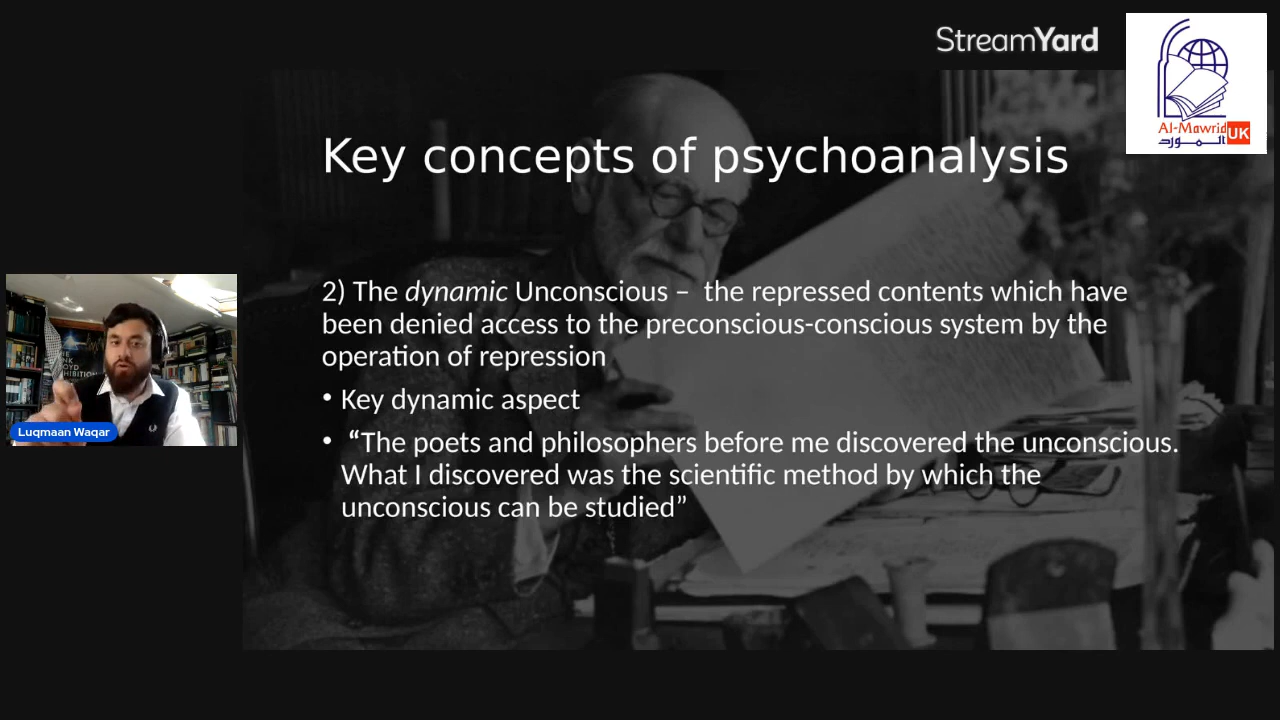 StreamYard
Al-Mawrid
UK
المورد
Key concepts of psychoanalysis
2) The dynamic Unconscious – the repressed contents which have
been denied access to the preconscious-conscious system by the
operation of repression
• Key dynamic aspect
• “The poets and philosophers before me discovered the unconscious.
What I discovered was the scientific method by which the
unconscious can be studied”
Luqmaan Waqar